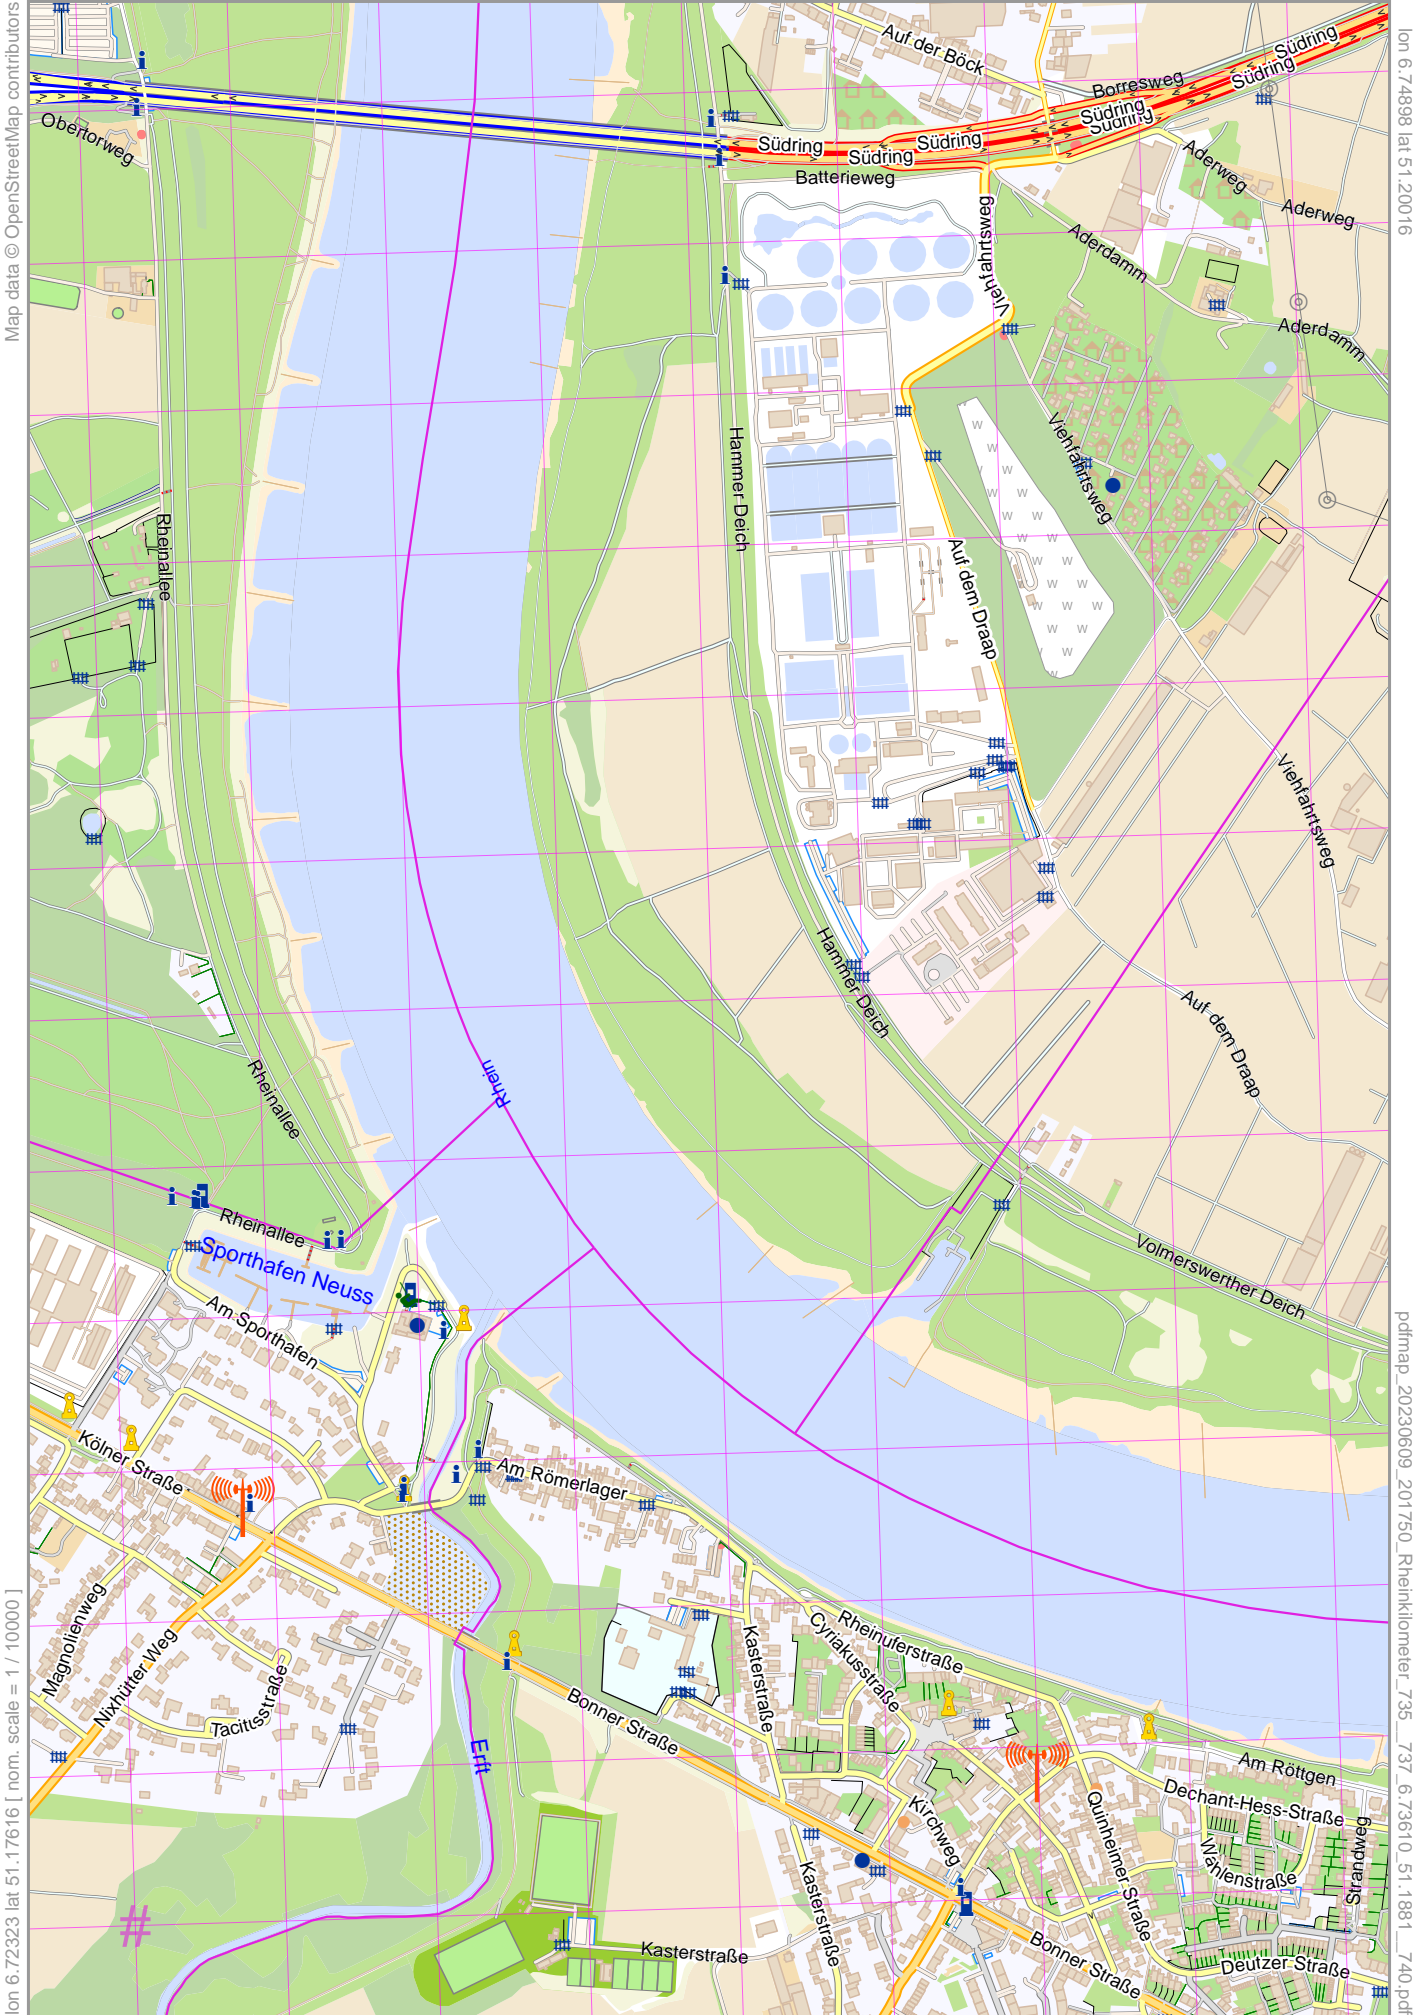 Map data © OpenStreetMap contributors
lon 6.74898 lat 51.20016
Auf der Böck
Südring
Südring
Borresweg
Südring
Südring
Südring
Südring
Südring
Obertorweg
Batterieweg
Aderweg
Aderweg
Viehfahrtsweg
Aderdamm
Aderdamm
Hammer Deich
Viehfahrtsweg
Rheinallee
Auf dem Draap
Viehfahrtsweg
Hammer Deich
Auf dem Draap
Rhein
Rheinallee
Rheinallee
Sporthafen Neuss
Volmerswerther Deich
Am Sporthafen
Kölner Straße
Am Römerlager
Magnolienweg
Nixhütter Weg
Tacitusstraße
Kasterstraße
Cyriakusstraße
Rheinuferstraße
Bonner Straße
Erft
Am Röttgen
Dechant-Hess-Straße
Kirchweg
Quinheimer Straße
Wahlenstraße
Strandweg
Kasterstraße
Kasterstraße
Bonner Straße
Deutzer Straße
#
lon 6.72323 lat 51.17616 [ nom. scale = 1 / 10000 ]
pdfmap_20230609_201750_Rheinkilometer_735__737_6.73610_51.1881__740.pdf